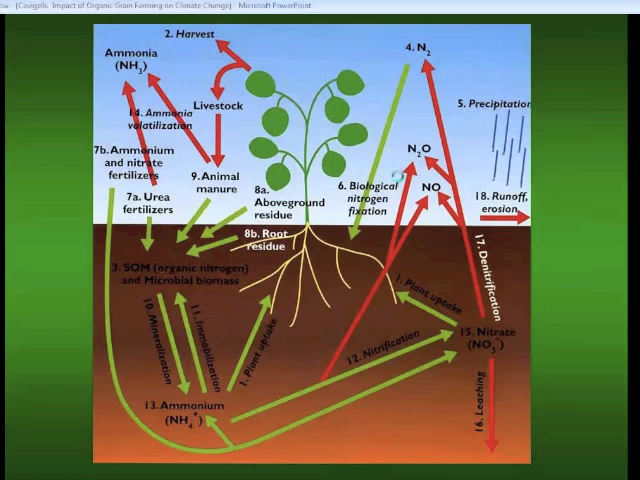 ow - [Cavigelli_Impact of Organic Grain Farming on Climate Change] - Microsoft PowerPoint
2. Harvest
4. N2
Ammonia
(NH3)
5. Precipitation
Livestock
14. Ammonia
volatilization
7b. Ammonium
and nitrate
fertilizers
N2O
9. Animal
manure
8a.
Aboveground
residue
6. Biological
nitrogen
fixation
NO
7a. Urea
fertilizers
18. Runoff,
erosion
8b. Root
residue
17. Denitrification
3. SOM (organic nitrogen)
and Microbial biomass
1. Plant uptake
10. Mineralization
11. Immobilization
1. Plant uptake
12. Nitrification
15. Nitrate
(NO3-)
13. Ammonium
(NH4+)
16. Leaching